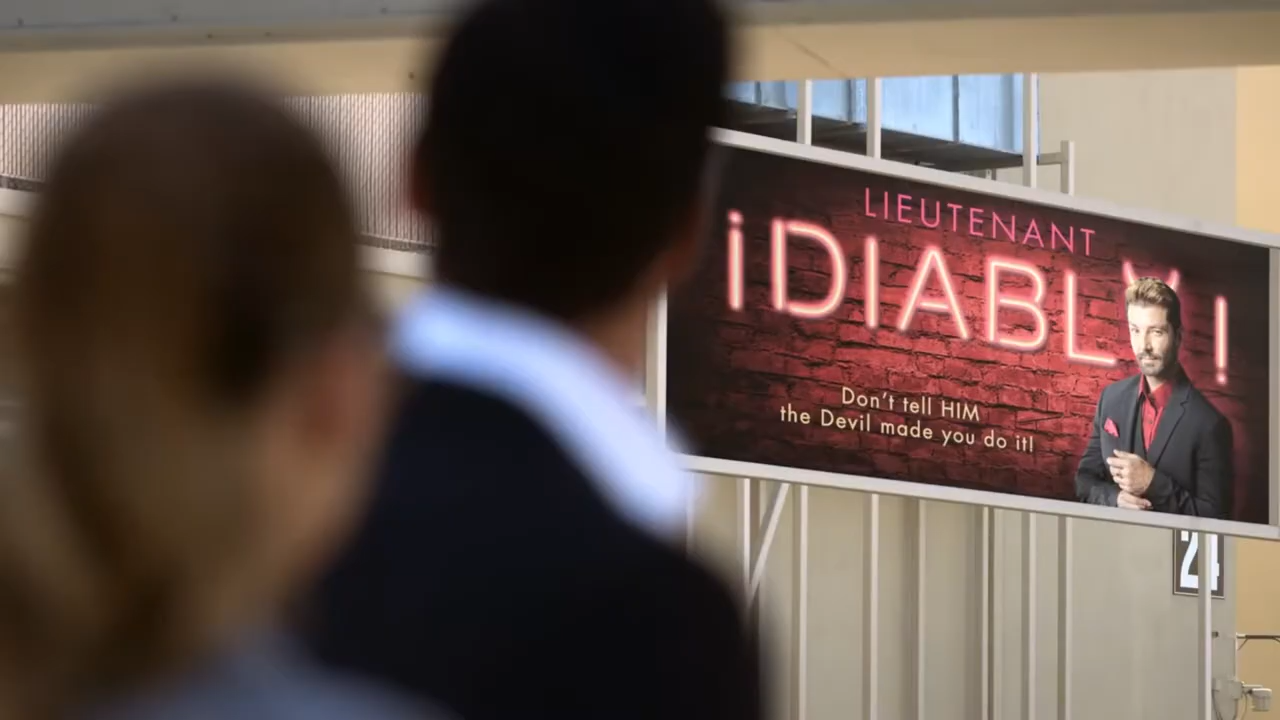 LIEUTENANT
¡DIABLO!
Don't tell HIM
the Devil made you do it!
24